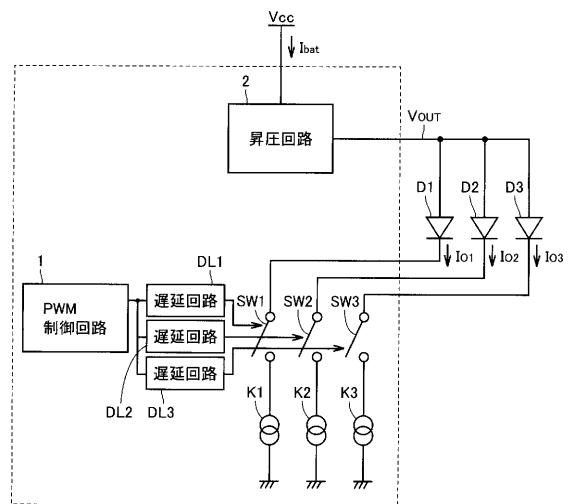 Vcc
Ibat
2
昇圧回路
VOUT
D1
D2
D3
IO1
IO2
IO3
1
PWM
制御回路
DL1
遅延回路
遅延回路
遅延回路
DL2
DL3
SW1
SW2
SW3
K1
K2
K3